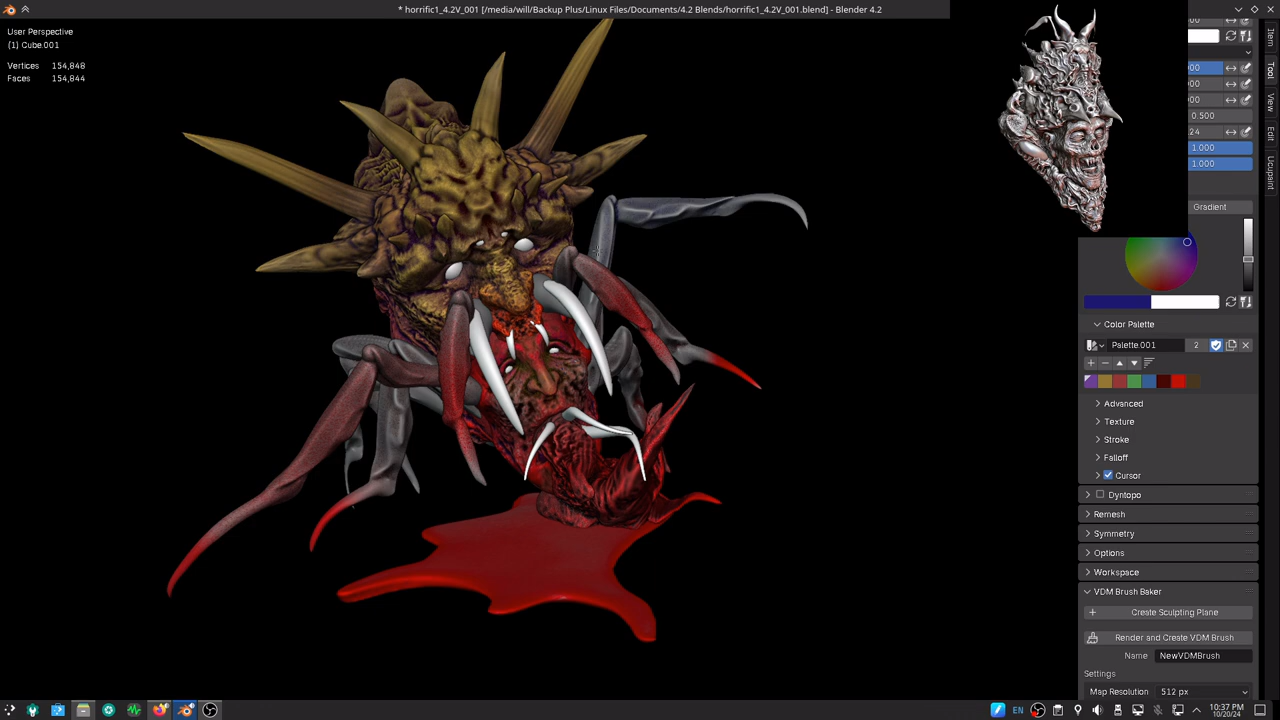 * horrific1_4.2V_001 [/media/will/Backup Plus/Linux Files/Documents/4.2 Blends/horrific1_4.2V_001.blend] - Blender 4.2
User Perspective
(1) Cube.001
Vertices 154,848
Faces 154,844
Item
Tool
View
Edit
Ucupaint
0.500
1.000
1.000
Gradient
Color Palette
Palette.001
2
Advanced
Texture
Stroke
Falloff
Cursor
Dyntopo
Remesh
Symmetry
Options
Workspace
VDM Brush Baker
Create Sculpting Plane
Render and Create VDM Brush
Name NewVDMBrush
Settings
Map Resolution 512 px
EN
10:37 PM
10/20/24